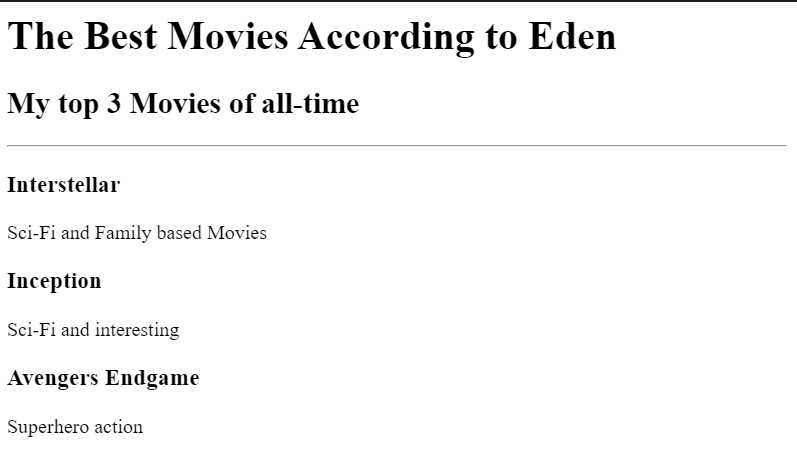 The Best Movies According to Eden
My top 3 Movies of all-time
Interstellar
Sci-Fi and Family based Movies
Inception
Sci-Fi and interesting
Avengers Endgame
Superhero action